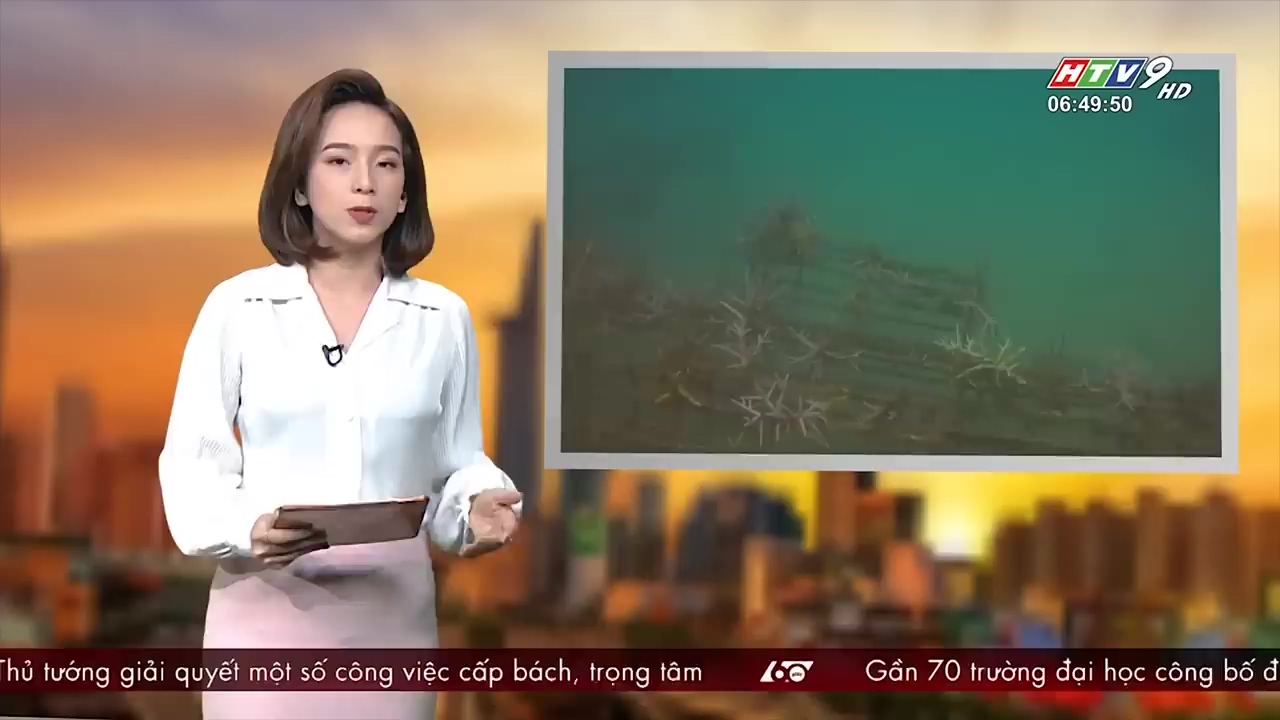 HTV9
HD
06:49:50
Thủ tướng giải quyết một số công việc cấp bách, trọng tâm
60
Gần 70 trường đại học công bố đ